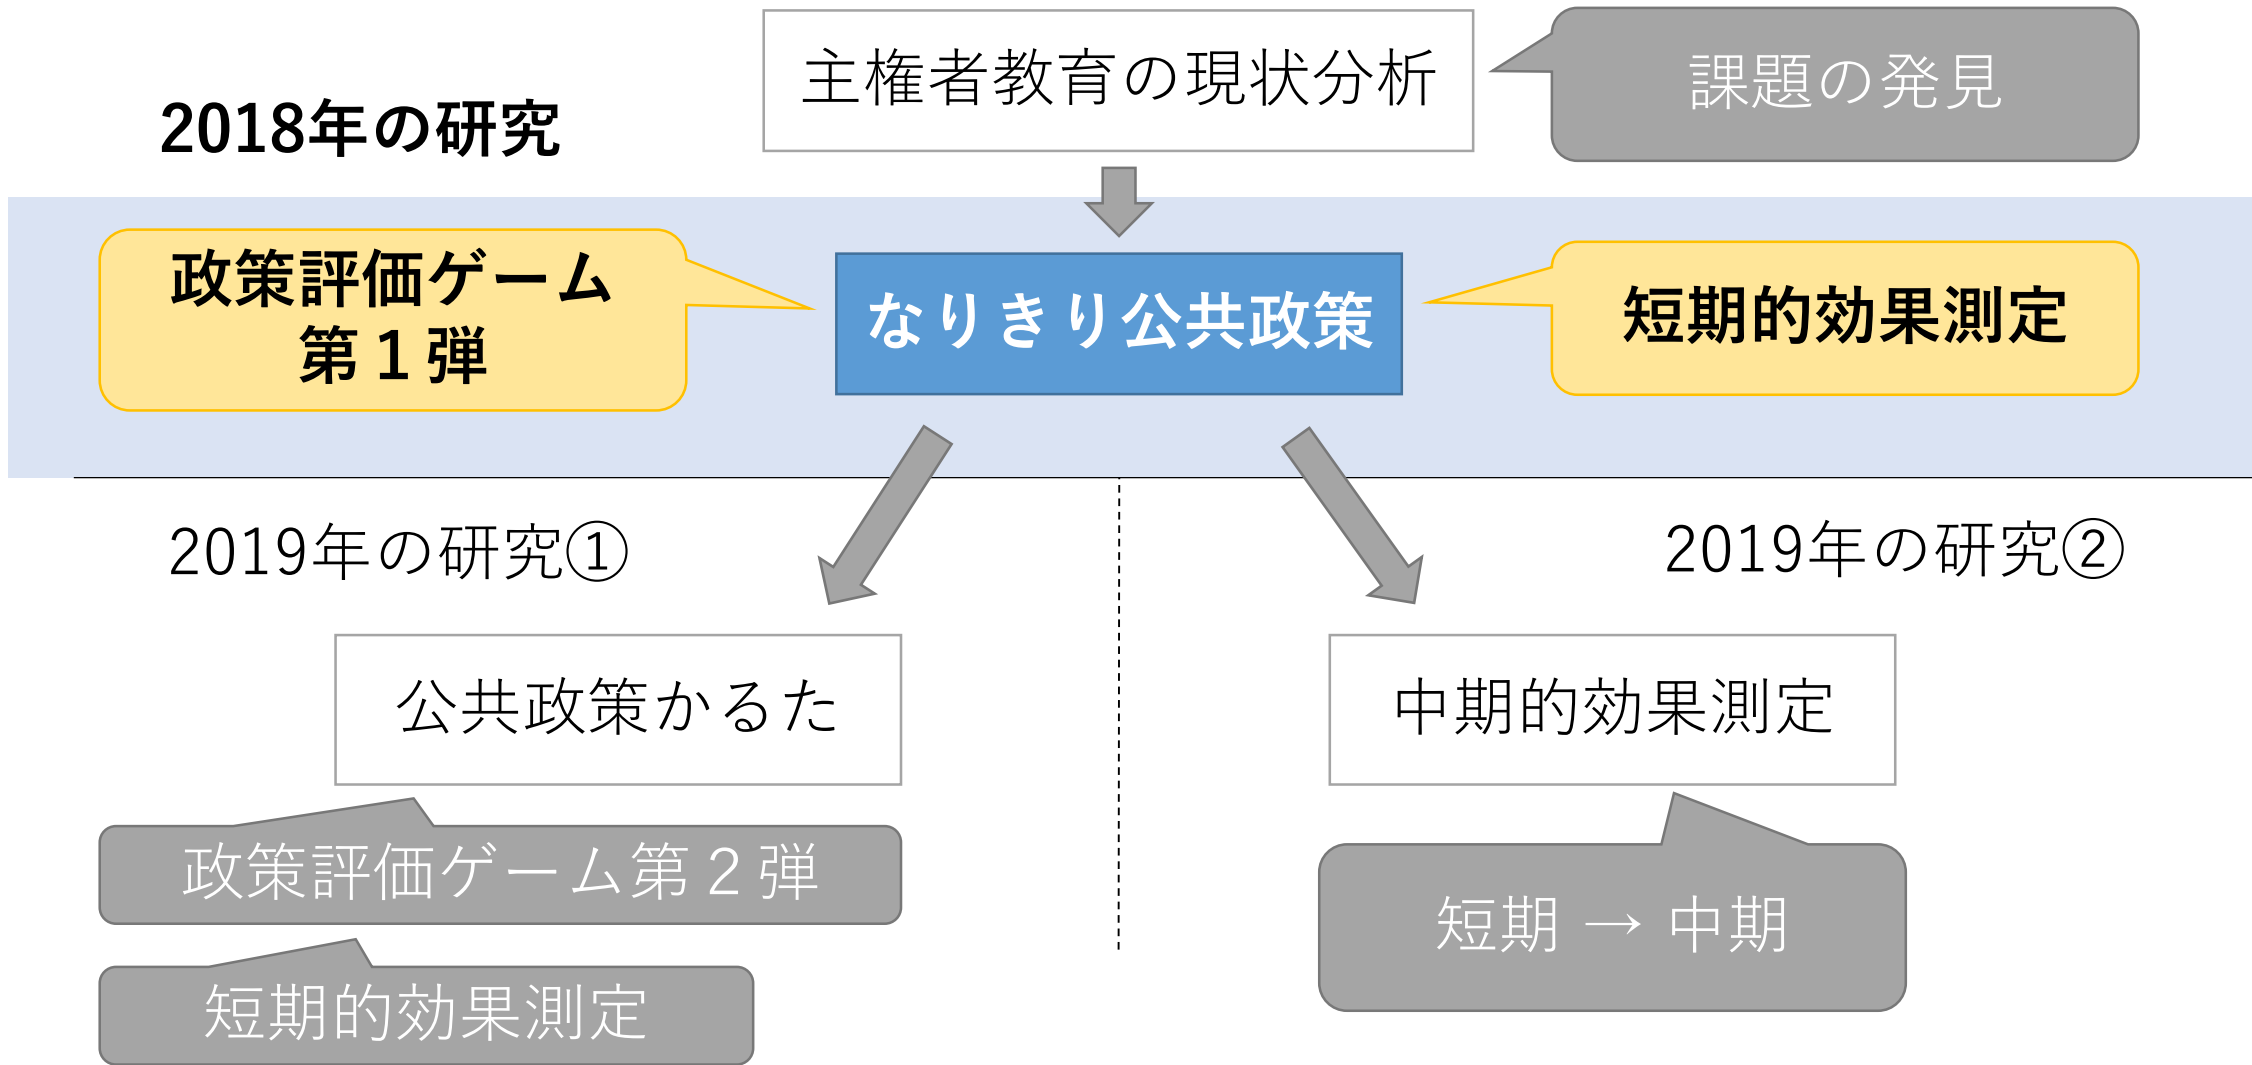 主権者教育の現状分析
課題の発見
2018年の研究
政策評価ゲーム
第１弾
なりきり公共政策
短期的効果測定
2019年の研究①
2019年の研究②
公共政策かるた
中期的効果測定
政策評価ゲーム第２弾
短期 → 中期
短期的効果測定